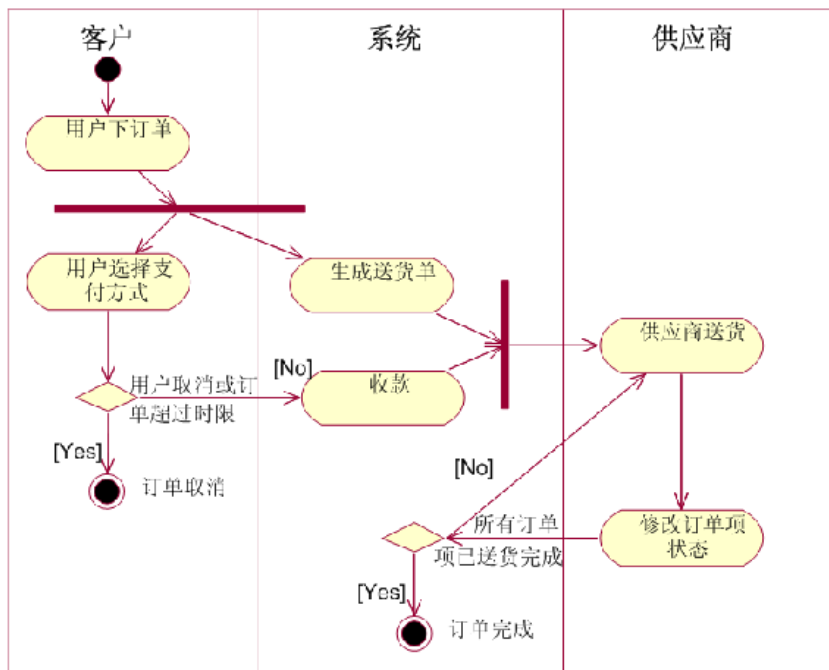 客户
系统
供应商
用户下订单
用户选择支
付方式
生成送货单
供应商送货
[No]
用户取消或订
单超过时限
收款
[Yes]
订单取消
[No]
所有订单
项已送货完成
修改订单项
状态
[Yes]
订单完成